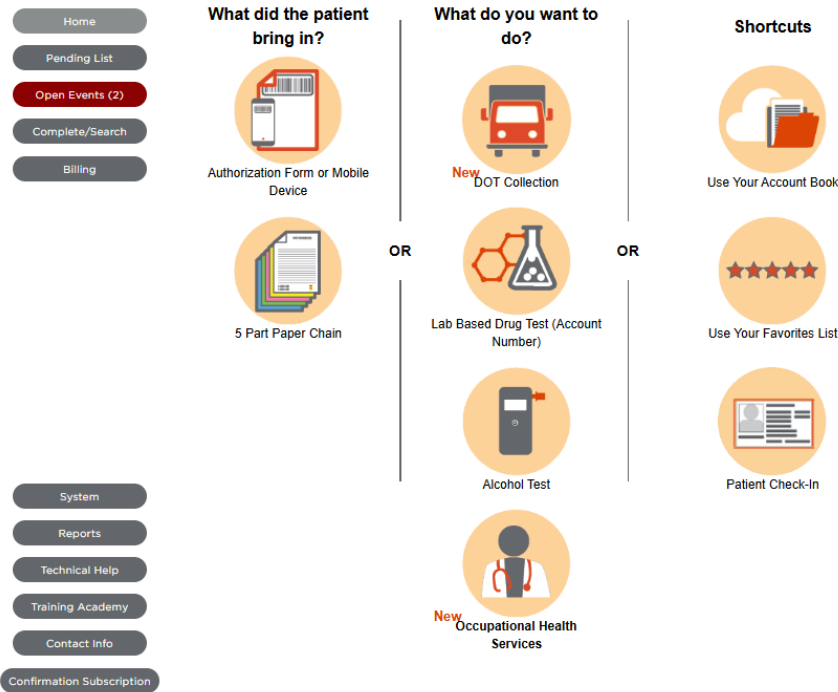 Home
Pending List
Open Events (2)
Complete/Search
Billing
System
Reports
Technical Help
Training Academy
Contact Info
Confirmation Subscription
What did the patient
bring in?
Authorization Form or Mobile
Device
5 Part Paper Chain
OR
What do you want to
do?
New
DOT Collection
Lab Based Drug Test (Account
Number)
Alcohol Test
New
Occupational Health
Services
OR
Shortcuts
Use Your Account Book
Use Your Favorites List
Patient Check-In